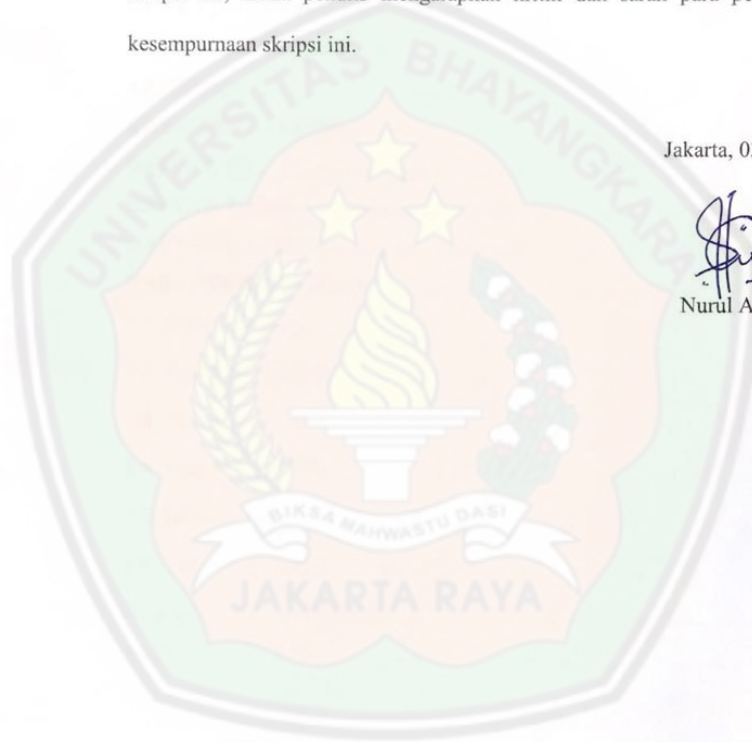 kesempurnaan skripsi ini.
Jakarta, 0
Nurul A
UNIVERSITAS BHAYANGKARA
BIKSA MAHWASTU DASI
JAKARTA RAYA